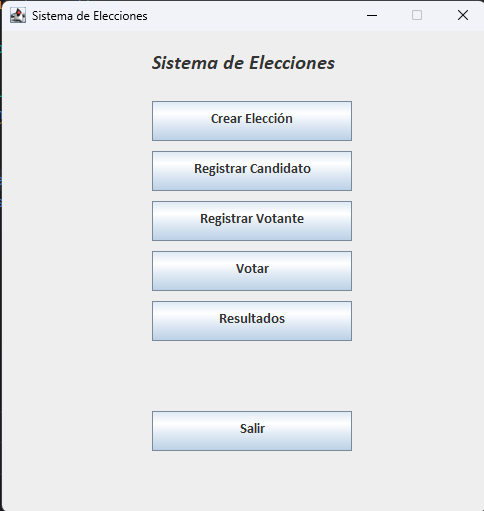 Sistema de Elecciones
Sistema de Elecciones
Crear Elección
Registrar Candidato
Registrar Votante
Votar
Resultados
Salir